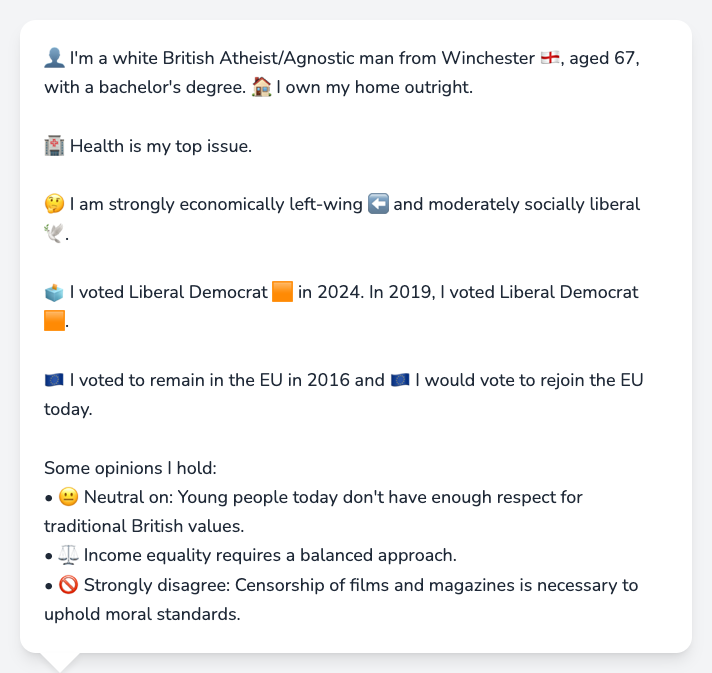 👤 I'm a white British Atheist/Agnostic man from Winchester 🏴󠁧󠁢󠁥󠁮󠁧󠁿, aged 67,
with a bachelor's degree. 🏠 I own my home outright.
🏥 Health is my top issue.
🤔 I am strongly economically left-wing ⬅️ and moderately socially liberal
🕊️.
🗳️ I voted Liberal Democrat 🟧 in 2024. In 2019, I voted Liberal Democrat
🟧.
🇪🇺 I voted to remain in the EU in 2016 and 🇪🇺 I would vote to rejoin the EU
today.
Some opinions I hold:
• 😐 Neutral on: Young people today don't have enough respect for
traditional British values.
• ⚖️ Income equality requires a balanced approach.
• 🚫 Strongly disagree: Censorship of films and magazines is necessary to
uphold moral standards.